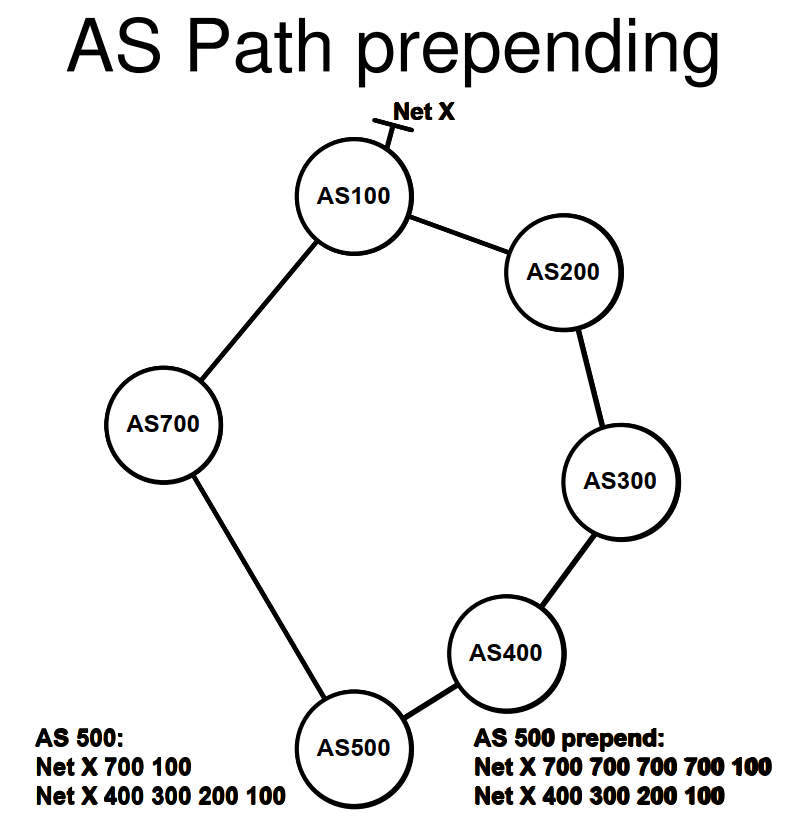 AS Path prepending
Net X
AS100
AS200
AS700
AS300
AS400
AS500
AS 500:
Net X 700 100
Net X 400 300 200 100
AS 500 prepend:
Net X 700 700 700 700 100
Net X 400 300 200 100